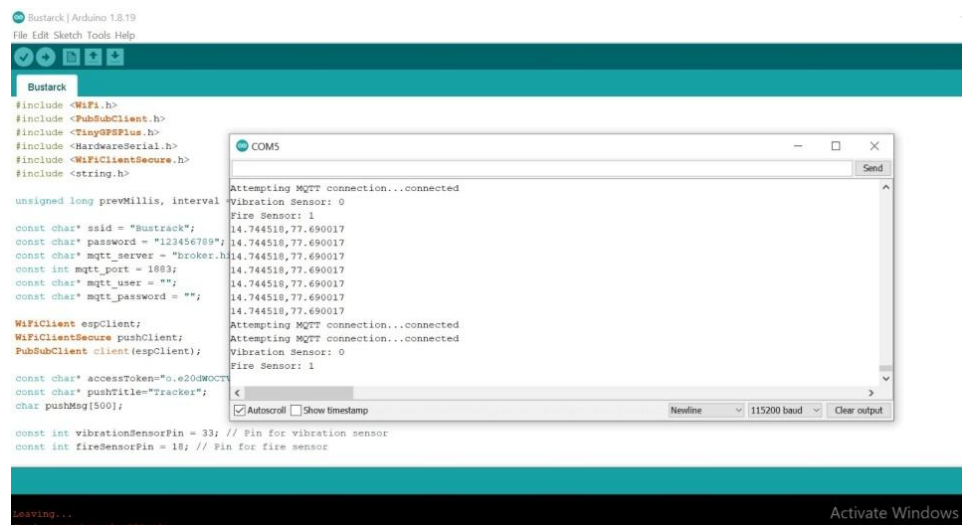 Bustarck | Arduino 1.8.19
File Edit Sketch Tools Help
Bustarck
#include <WiFi.h>
#include <PubSubClient.h>
#include <TinyGPSPlus.h>
#include <HardwareSerial.h>
#include <WiFiClientSecure.h>
#include <string.h>
unsigned long prevMillis, interval
const char* ssid = "Bustrack";
const char* password = "123456789";
const char* mqtt_server = "broker.h
const int mqtt_port = 1883;
const char* mqtt_user = "";
const char* mqtt_password = "";
WiFiClient espClient;
WiFiClientSecure pushClient;
PubSubClient client(espClient);
const char* accessToken="o.e20dWOCTV
const char* pushTitle="Tracker";
char pushMsg[500];
const int vibrationSensorPin = 33; // Pin for vibration sensor
const int fireSensorPin = 18; // Pin for fire sensor
COM5
Send
Attempting MQTT connection...connected
Vibration Sensor: 0
Fire Sensor: 1
14.744518,77.690017
14.744518,77.690017
14.744518,77.690017
14.744518,77.690017
14.744518,77.690017
14.744518,77.690017
14.744518,77.690017
Attempting MQTT connection...connected
Attempting MQTT connection...connected
Vibration Sensor: 0
Fire Sensor: 1
Autoscroll Show timestamp Newline 115200 baud Clear output
Leaving...
Activate Windows